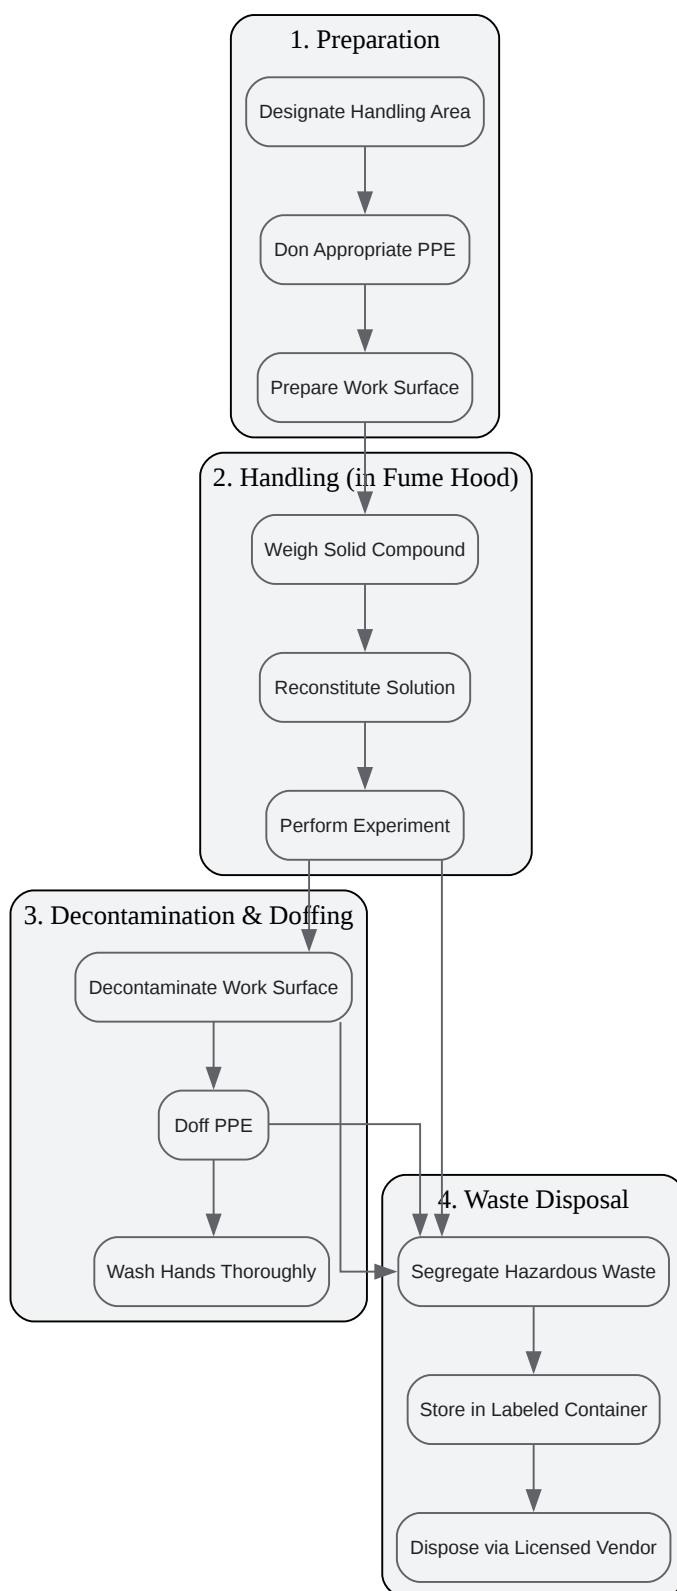 1. Preparation
Designate Handling Area
Don Appropriate PPE
Prepare Work Surface
2. Handling (in Fume Hood)
Weigh Solid Compound
Reconstitute Solution
Perform Experiment
3. Decontamination & Doffing
Decontaminate Work Surface
Doff PPE
Wash Hands Thoroughly
4. Waste Disposal
Segregate Hazardous Waste
Store in Labeled Container
Dispose via Licensed Vendor